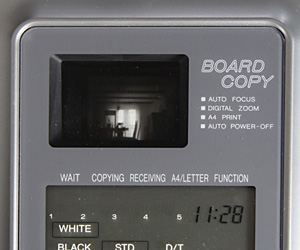 BOARD
COPY
AUTO FOCUS
DIGITAL ZOOM
A4 PRINT
AUTO POWER-OFF
WAIT COPYING RECEIVING A4/LETTER FUNCTION
1 2 3 4 5 11:28
WHITE
BLACK STD D/T